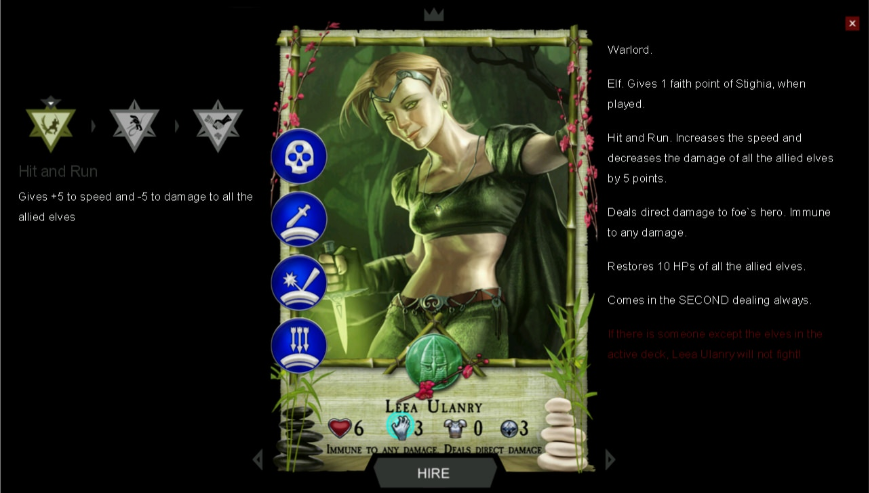 Hit and Run
Gives +5 to speed and -5 to damage to all the
allied elves
LEEA ULANRY
6
3
0
3
IMMUNE TO ANY DAMAGE. DEALS DIRECT DAMAGE
HIRE
Warlord.
Elf. Gives 1 faith point of Stighia, when
played.
Hit and Run. Increases the speed and
decreases the damage of all the allied elves
by 5 points.
Deals direct damage to foe`s hero. Immune
to any damage.
Restores 10 HPs of all the allied elves.
Comes in the SECOND dealing always.
If there is someone except the elves in the
active deck, Leea Ulanry will not fight!